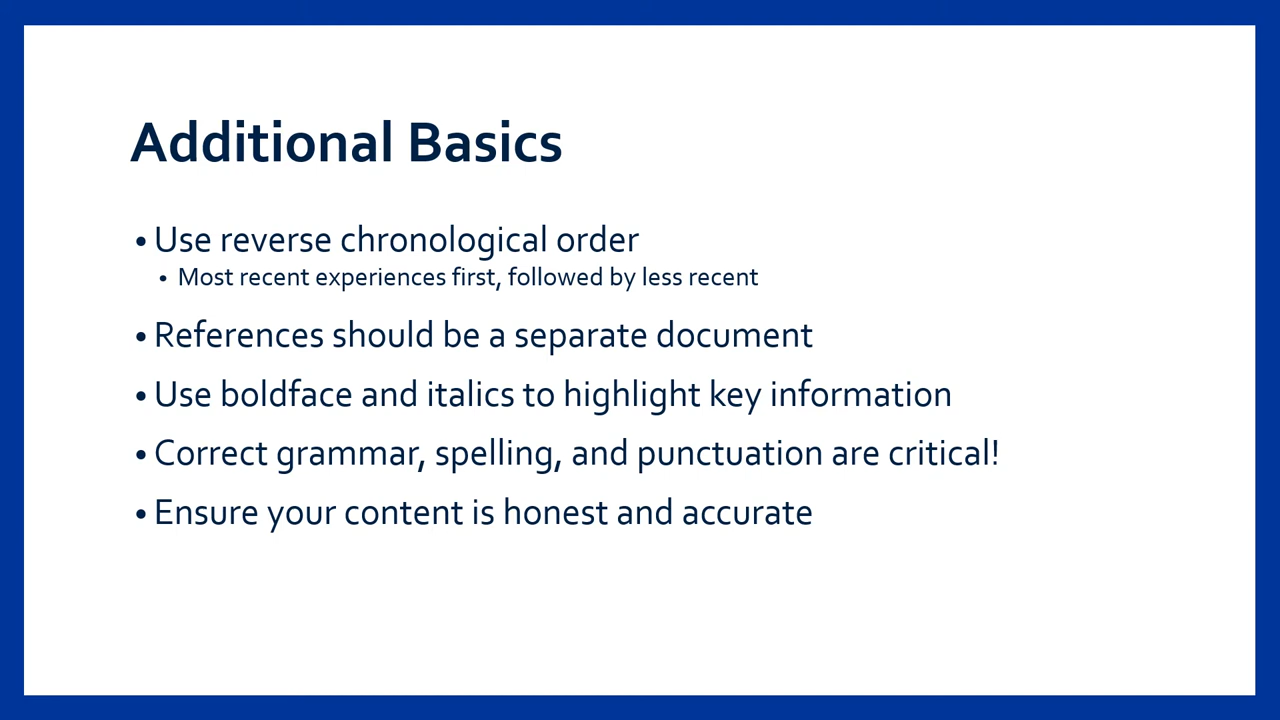 Additional Basics
• Use reverse chronological order
• Most recent experiences first, followed by less recent
• References should be a separate document
• Use boldface and italics to highlight key information
• Correct grammar, spelling, and punctuation are critical!
• Ensure your content is honest and accurate